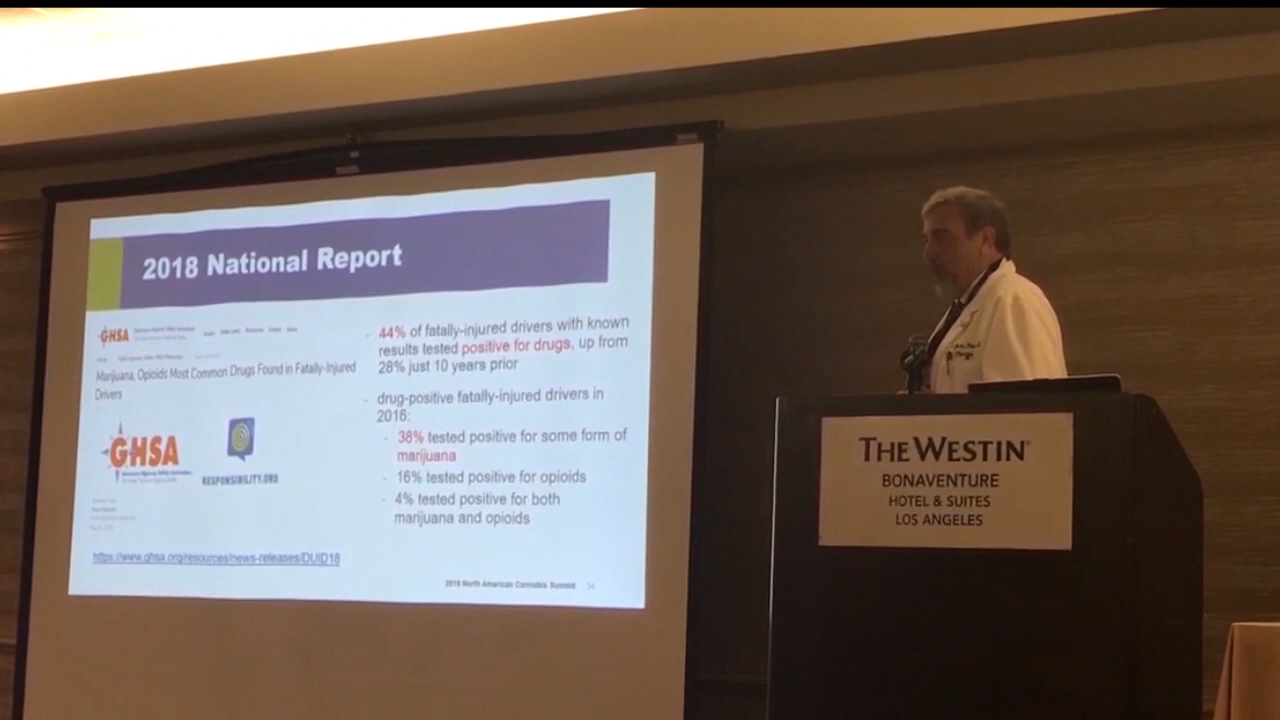 2018 National Report
GHSA
Marijuana, Opioids Most Common Drugs Found in Fatally-Injured
Drivers
GHSA
RESPONSIBILITY.ORG
https://www.ghsa.org/resources/news-releases/DUID18
- 44% of fatally-injured drivers with known
results tested positive for drugs, up from
28% just 10 years prior
- drug-positive fatally-injured drivers in
2016:
- 38% tested positive for some form of
marijuana
- 16% tested positive for opioids
- 4% tested positive for both
marijuana and opioids
2019 North American Cannabis Summit 34
THE WESTIN®
BONAVENTURE
HOTEL & SUITES
LOS ANGELES